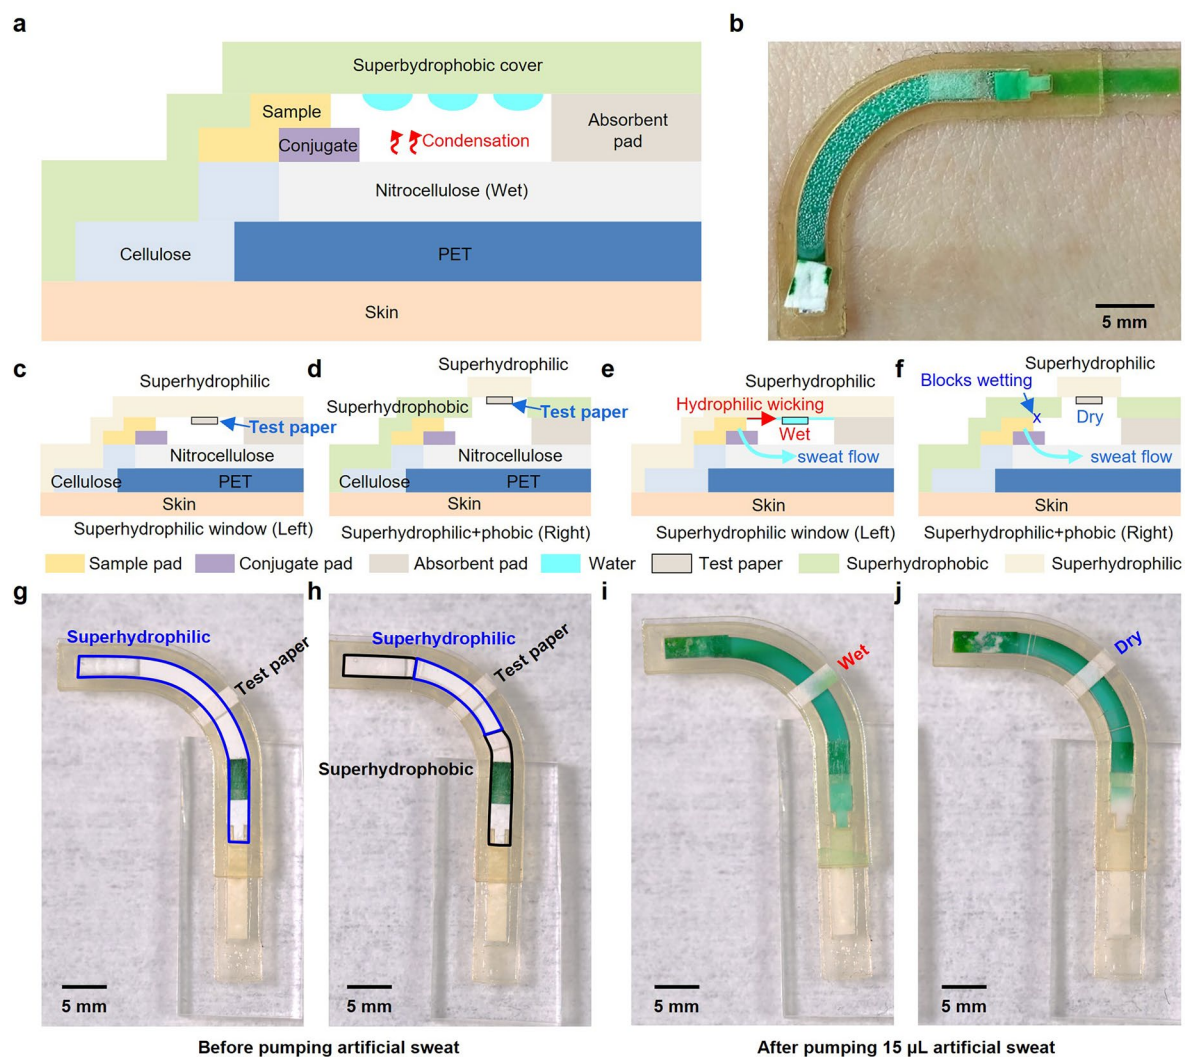 a
Superbydrophobic cover
Sample
Conjugate
Condensation
Absorbent
pad
Nitrocellulose (Wet)
Cellulose
PET
Skin
b
5 mm
c
Superhydrophilic
Test paper
Nitrocellulose
Cellulose
PET
Skin
Superhydrophilic window (Left)
d
Superhydrophilic
Superhydrophobic
Test paper
Nitrocellulose
Cellulose
PET
Skin
Superhydrophilic+phobic (Right)
e
Superhydrophilic
Hydrophilic wicking
Wet
sweat flow
Skin
Superhydrophilic window (Left)
f
Superhydrophilic
Blocks wetting
x
Dry
sweat flow
Skin
Superhydrophilic+phobic (Right)
Sample pad
Conjugate pad
Absorbent pad
Water
Test paper
Superhydrophobic
Superhydrophilic
g
Superhydrophilic
Test paper
5 mm
h
Superhydrophilic
Test paper
Superhydrophobic
5 mm
i
Wet
5 mm
j
Dry
5 mm
Before pumping artificial sweat
After pumping 15 µL artificial sweat